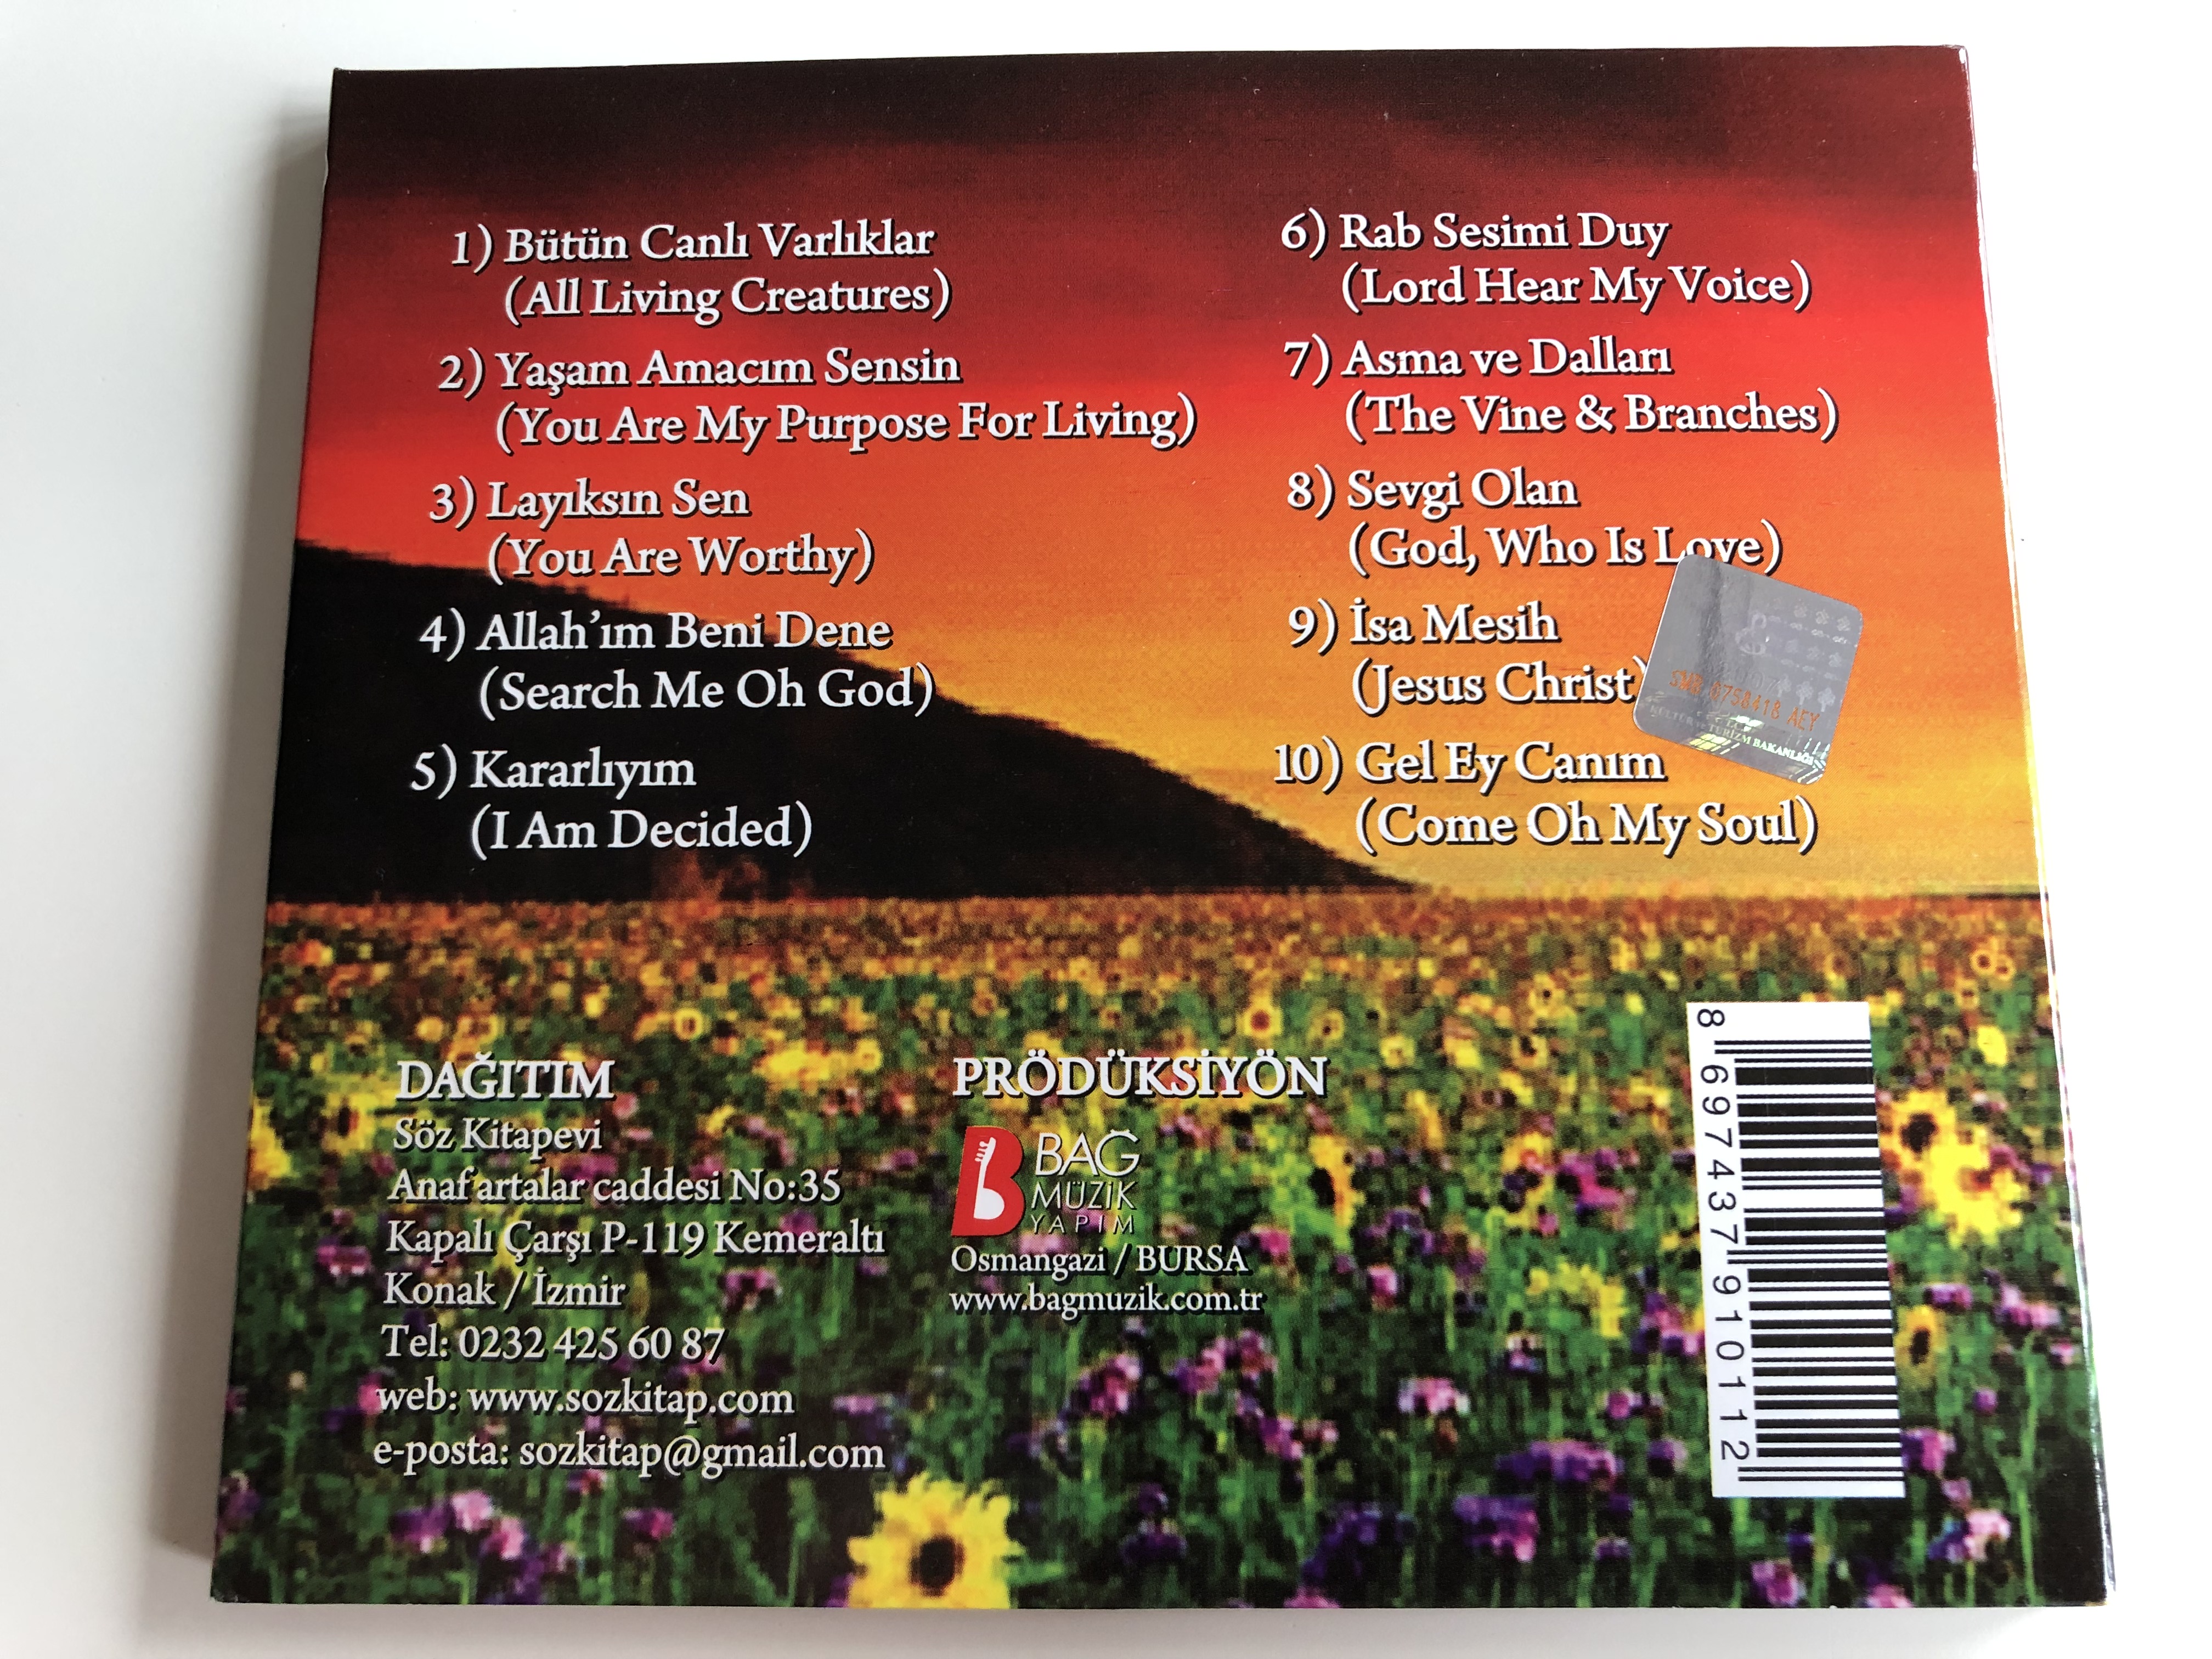 1) Bütün Canlı Varlıklar
(All Living Creatures)
2) Yaşam Amacım Sensin
(You Are My Purpose For Living)
3) Layıksın Sen
(You Are Worthy)
4) Allah'ım Beni Dene
(Search Me Oh God)
5) Kararlıyım
(I Am Decided)
6) Rab Sesimi Duy
(Lord Hear My Voice)
7) Asma ve Dalları
(The Vine & Branches)
8) Sevgi Olan
(God, Who Is Love)
9) İsa Mesih
(Jesus Christ)
10) Gel Ey Canım
(Come Oh My Soul)
0758418 AEY
TURİZM BAKANLIĞI
DAĞITIM
Söz Kitapevi
Anafartalar caddesi No:35
Kapalı Çarşı P-119 Kemeraltı
Konak / İzmir
Tel: 0232 425 60 87
web: www.sozkitap.com
e-posta: sozkitap@gmail.com
PRÖDÜKSİYÖN
BAĞ
MÜZİK
YAPIM
Osmangazi / BURSA
www.bagmuzik.com.tr
8 697437 910112